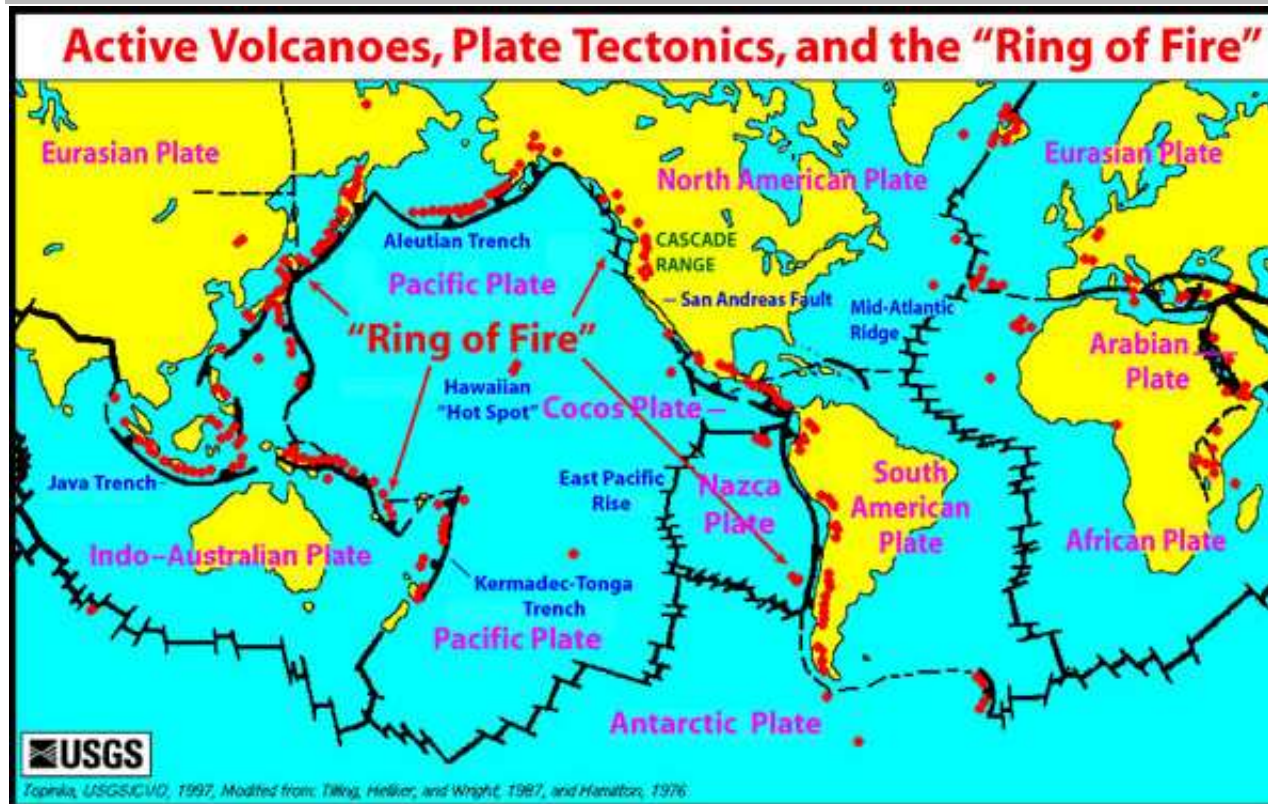 Active Volcanoes, Plate Tectonics, and the “Ring of Fire”
Eurasian Plate
North American Plate
Eurasian Plate
Aleutian Trench
CASCADE
RANGE
Pacific Plate
San Andreas Fault
Mid-Atlantic
Ridge
“Ring of Fire”
Arabian
Plate
Hawaiian
“Hot Spot”
Cocos Plate
Java Trench
East Pacific
Rise
Nazca
Plate
South
American
Plate
Indo-Australian Plate
African Plate
Kermadec-Tonga
Trench
Pacific Plate
Antarctic Plate
USGS
Topinka, USGS/CVO, 1997, Modified from: Tilling, Heliker, and Wright, 1987, and Hamilton, 1976